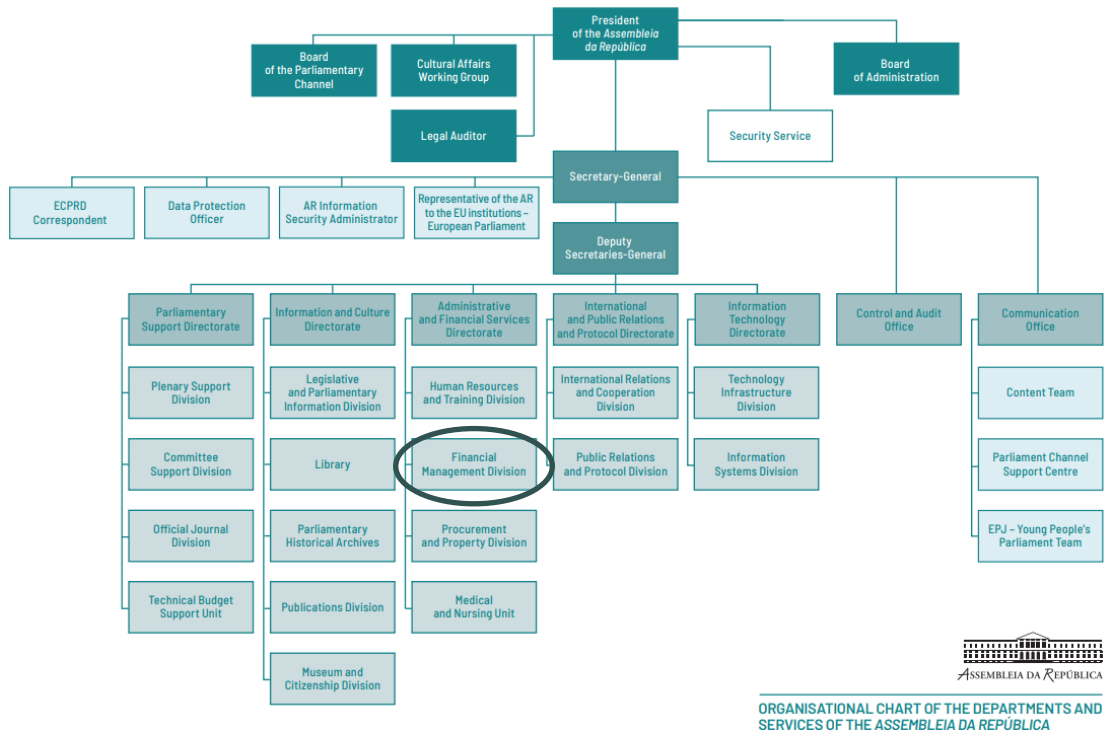 President
of the Assembleia
da República
Board
of the Parliamentary
Channel
Cultural Affairs
Working Group
Board
of Administration
Legal Auditor
Security Service
Secretary-General
ECPRD
Correspondent
Data Protection
Officer
AR Information
Security Administrator
Representative of the AR
to the EU institutions –
European Parliament
Deputy
Secretaries-General
Parliamentary
Support Directorate
Information and Culture
Directorate
Administrative
and Financial Services
Directorate
International
and Public Relations
and Protocol Directorate
Information
Technology
Directorate
Control and Audit
Office
Communication
Office
Plenary Support
Division
Legislative
and Parliamentary
Information Division
Human Resources
and Training Division
International Relations
and Cooperation
Division
Technology
Infrastructure
Division
Content Team
Committee
Support Division
Library
Financial
Management Division
Public Relations
and Protocol Division
Information
Systems Division
Parliament Channel
Support Centre
Official Journal
Division
Parliamentary
Historical Archives
Procurement
and Property Division
EPJ – Young People's
Parliament Team
Technical Budget
Support Unit
Publications Division
Medical
and Nursing Unit
Museum and
Citizenship Division
ASSEMBLEIA DA REPÚBLICA
ORGANISATIONAL CHART OF THE DEPARTMENTS AND
SERVICES OF THE ASSEMBLEIA DA REPÚBLICA